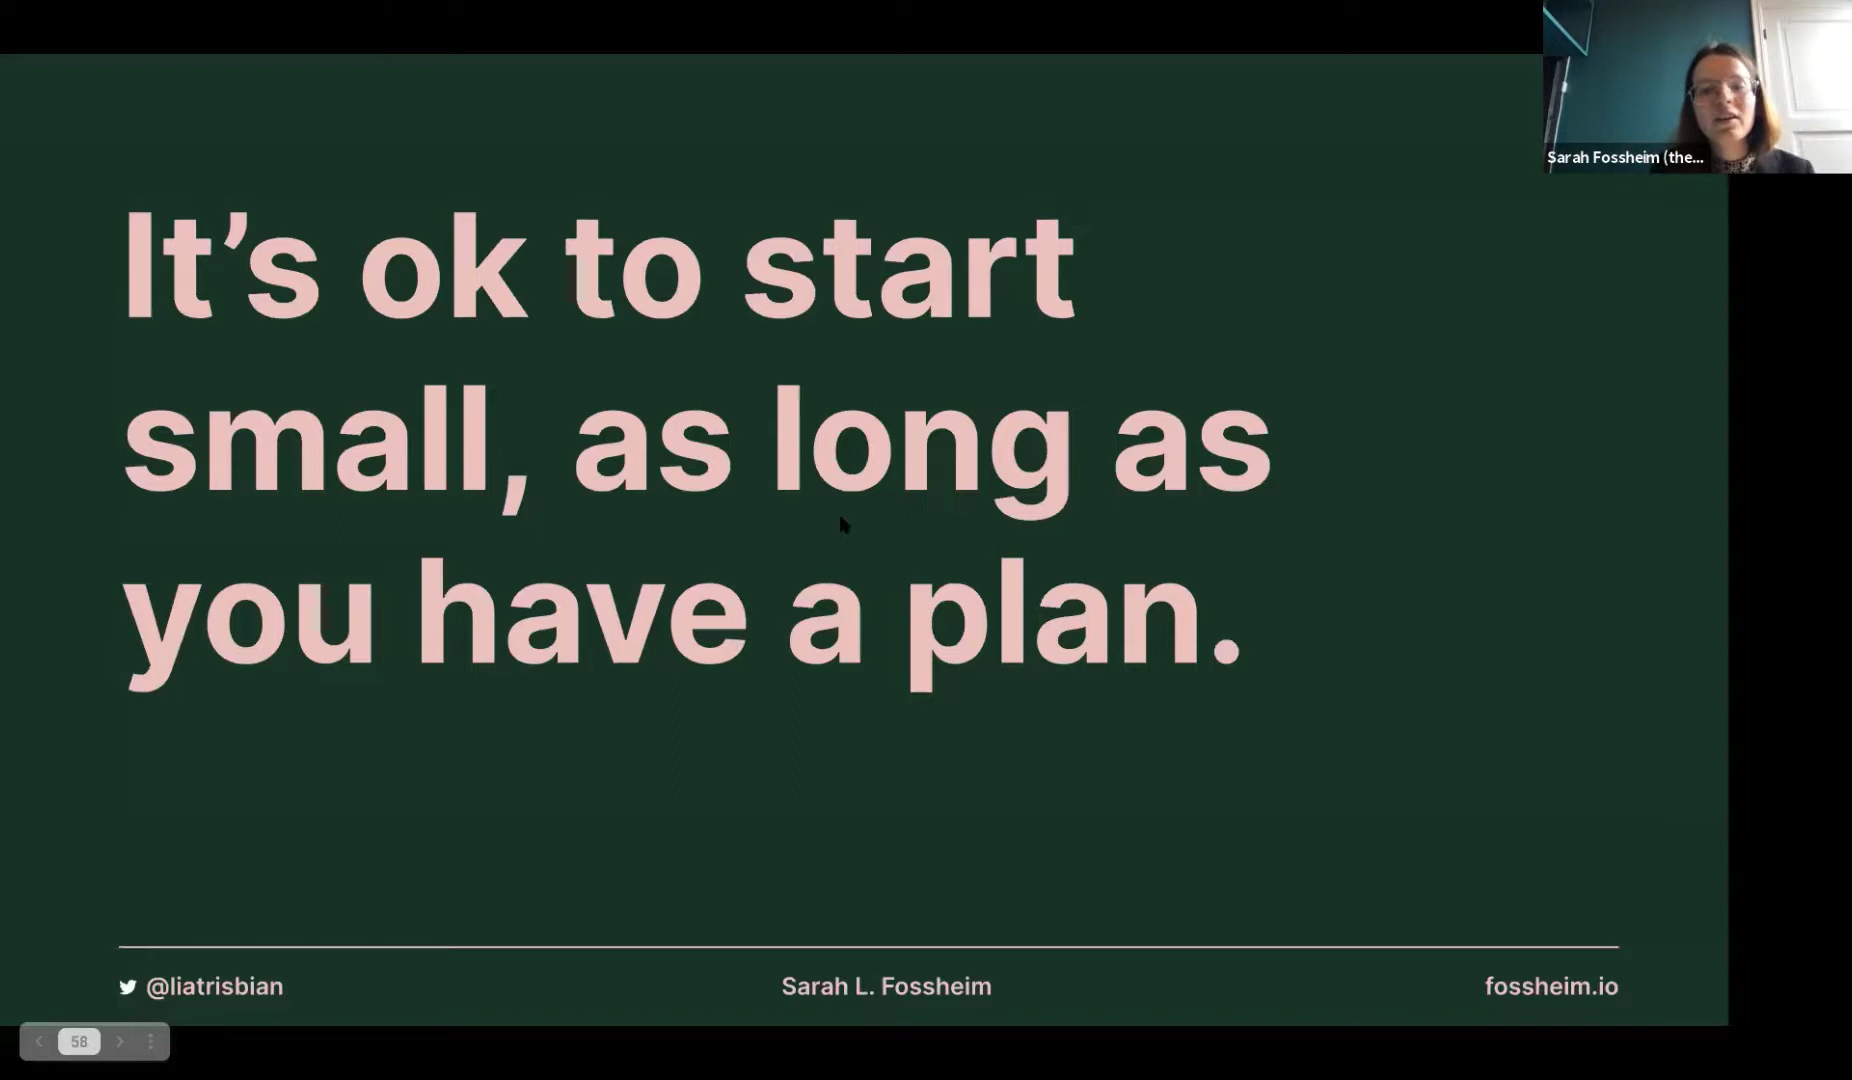 Sarah Fossheim (the...
It’s ok to start
small, as long as
you have a plan.
@liatrisbian
Sarah L. Fossheim
fossheim.io
58